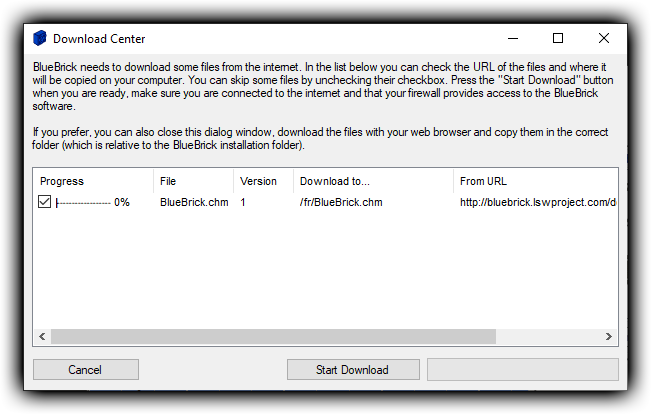 Download Center
BlueBrick needs to download some files from the internet. In the list below you can check the URL of the files and where it
will be copied on your computer. You can skip some files by unchecking their checkbox. Press the "Start Download" button
when you are ready, make sure you are connected to the internet and that your firewall provides access to the BlueBrick
software.
If you prefer, you can also close this dialog window, download the files with your web browser and copy them in the correct
folder (which is relative to the BlueBrick installation folder).
Progress File Version Download to... From URL
|---------------- 0% BlueBrick.chm 1 /fr/BlueBrick.chm http://bluebrick.lswproject.com/d
Cancel Start Download